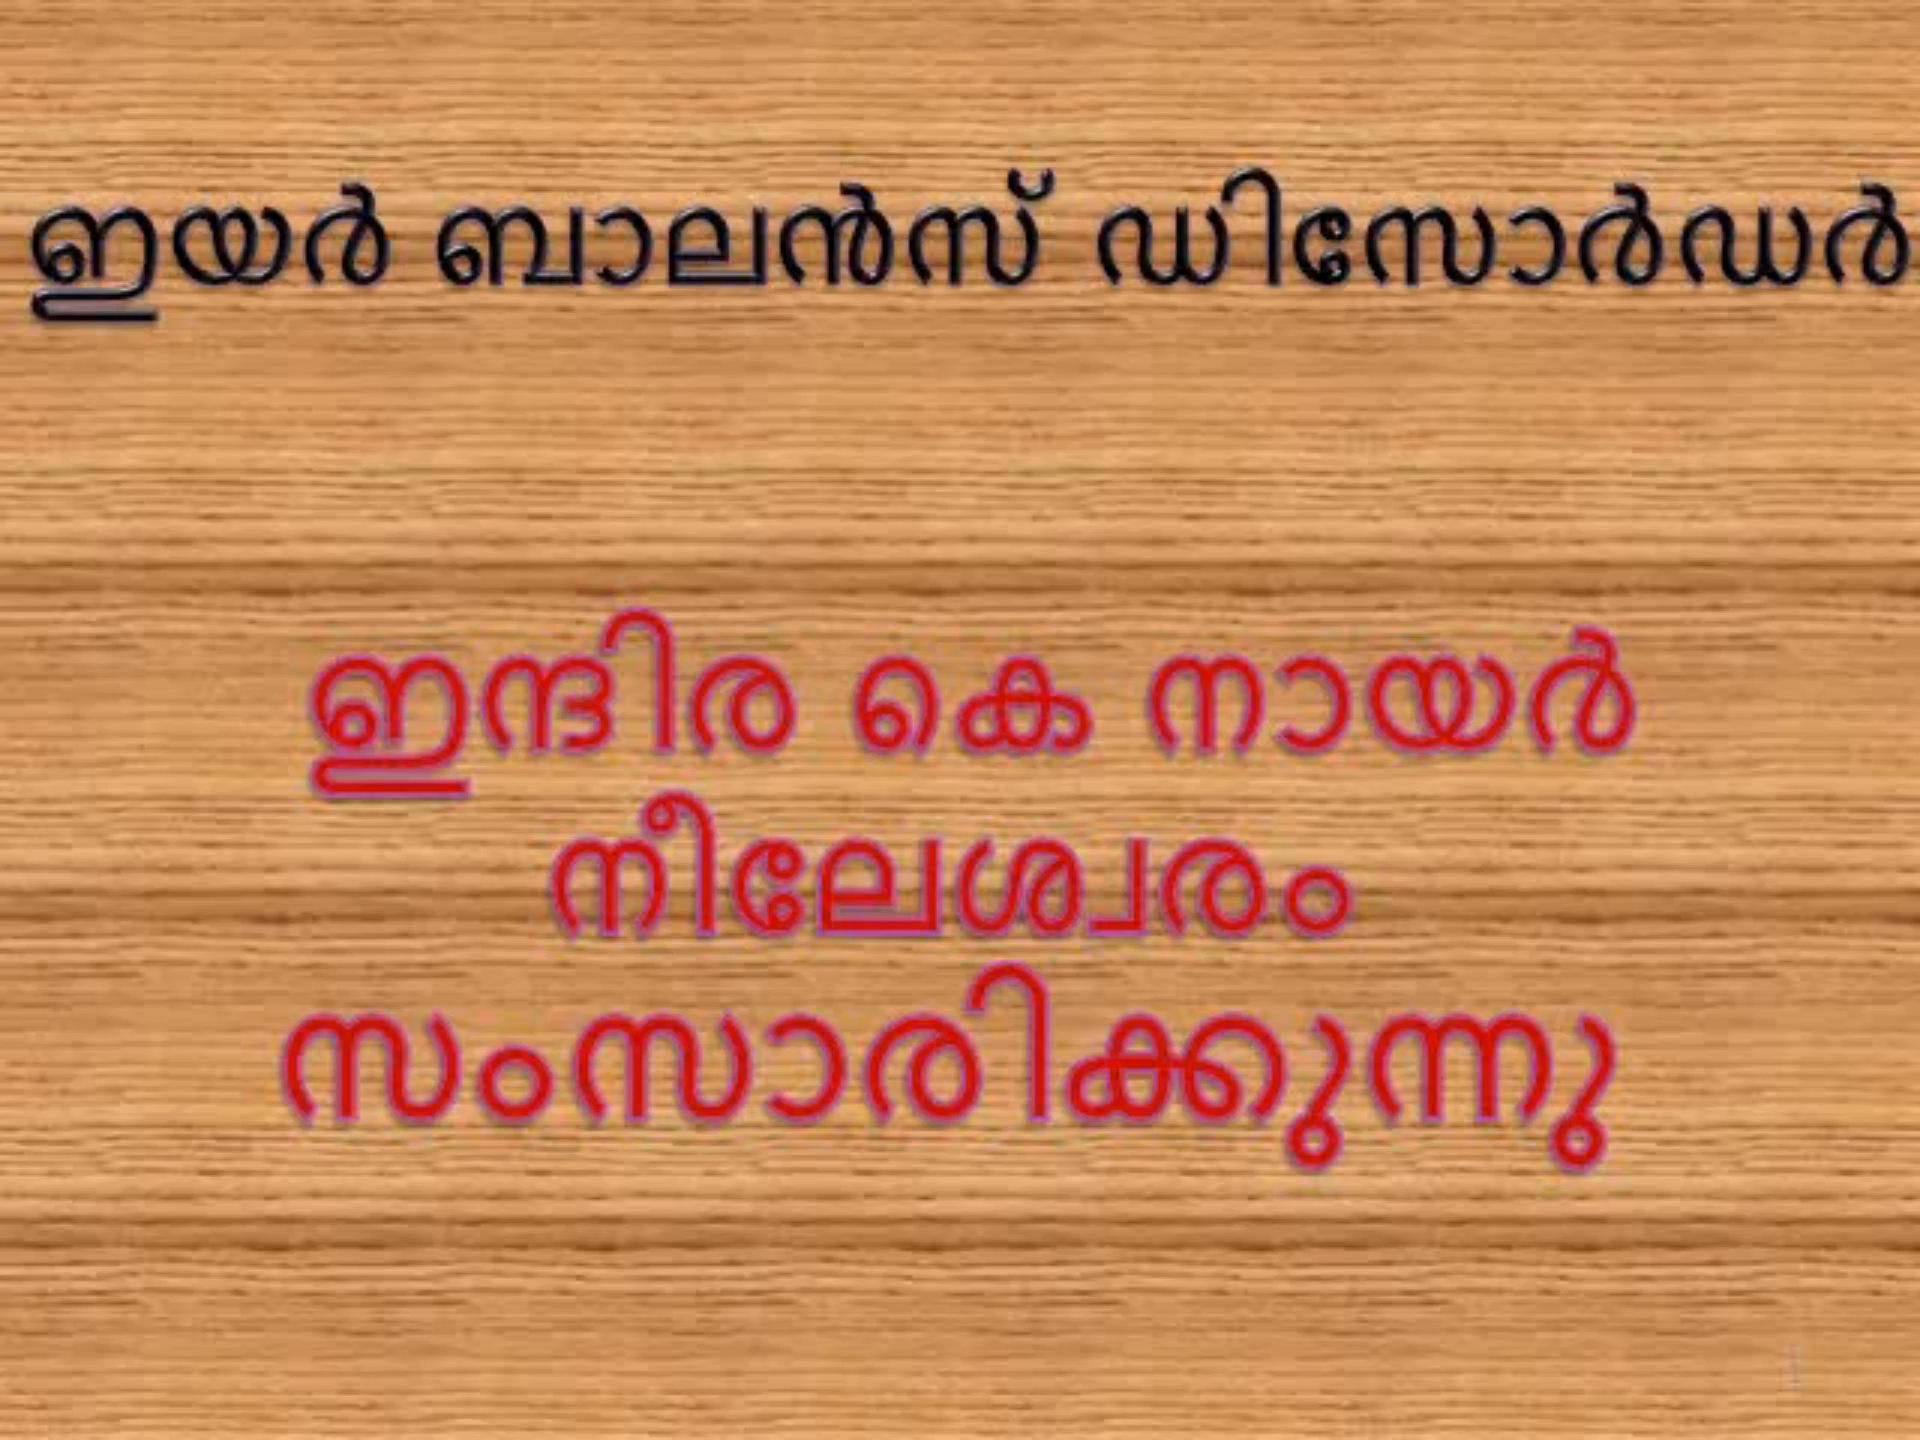 ഇയർ ബാലൻസ് ഡിസോർഡർ
ഇന്ദിര കെ നായർ
നീലേശ്വരം
സംസാരിക്കുന്നു